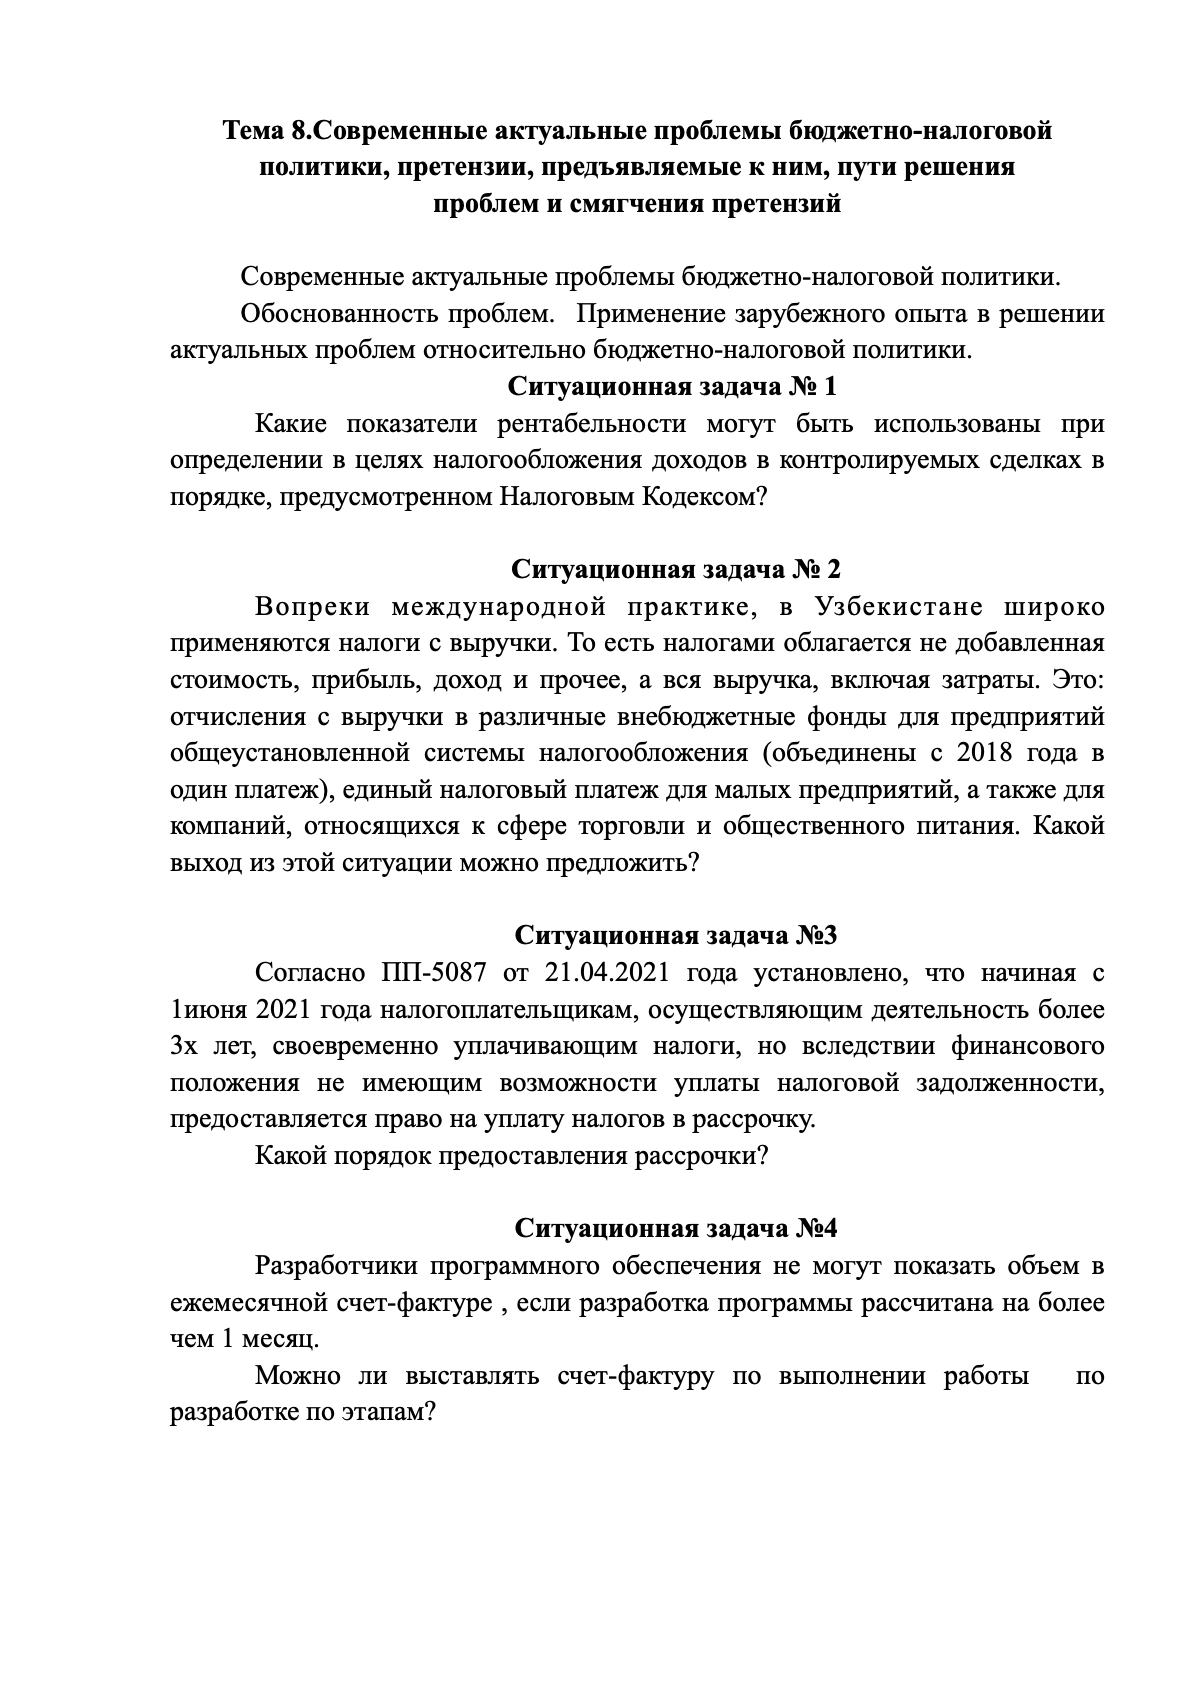 Тема 8.Современные актуальные проблемы бюджетно-налоговой
политики, претензии, предъявляемые к ним, пути решения
проблем и смягчения претензий
Современные актуальные проблемы бюджетно-налоговой политики.
Обоснованность проблем. Применение зарубежного опыта в решении
актуальных проблем относительно бюджетно-налоговой политики.
Ситуационная задача № 1
Какие показатели рентабельности могут быть использованы при
определении в целях налогообложения доходов в контролируемых сделках в
порядке, предусмотренном Налоговым Кодексом?
Ситуационная задача № 2
Вопреки международной практике, в Узбекистане широко
применяются налоги с выручки. То есть налогами облагается не добавленная
стоимость, прибыль, доход и прочее, а вся выручка, включая затраты. Это:
отчисления с выручки в различные внебюджетные фонды для предприятий
общеустановленной системы налогообложения (объединены с 2018 года в
один платеж), единый налоговый платеж для малых предприятий, а также для
компаний, относящихся к сфере торговли и общественного питания. Какой
выход из этой ситуации можно предложить?
Ситуационная задача №3
Согласно ПП-5087 от 21.04.2021 года установлено, что начиная с
1июня 2021 года налогоплательщикам, осуществляющим деятельность более
3х лет, своевременно уплачивающим налоги, но вследствии финансового
положения не имеющим возможности уплаты налоговой задолженности,
предоставляется право на уплату налогов в рассрочку.
Какой порядок предоставления рассрочки?
Ситуационная задача №4
Разработчики программного обеспечения не могут показать объем в
ежемесячной счет-фактуре , если разработка программы рассчитана на более
чем 1 месяц.
Можно ли выставлять счет-фактуру по выполнении работы по
разработке по этапам?